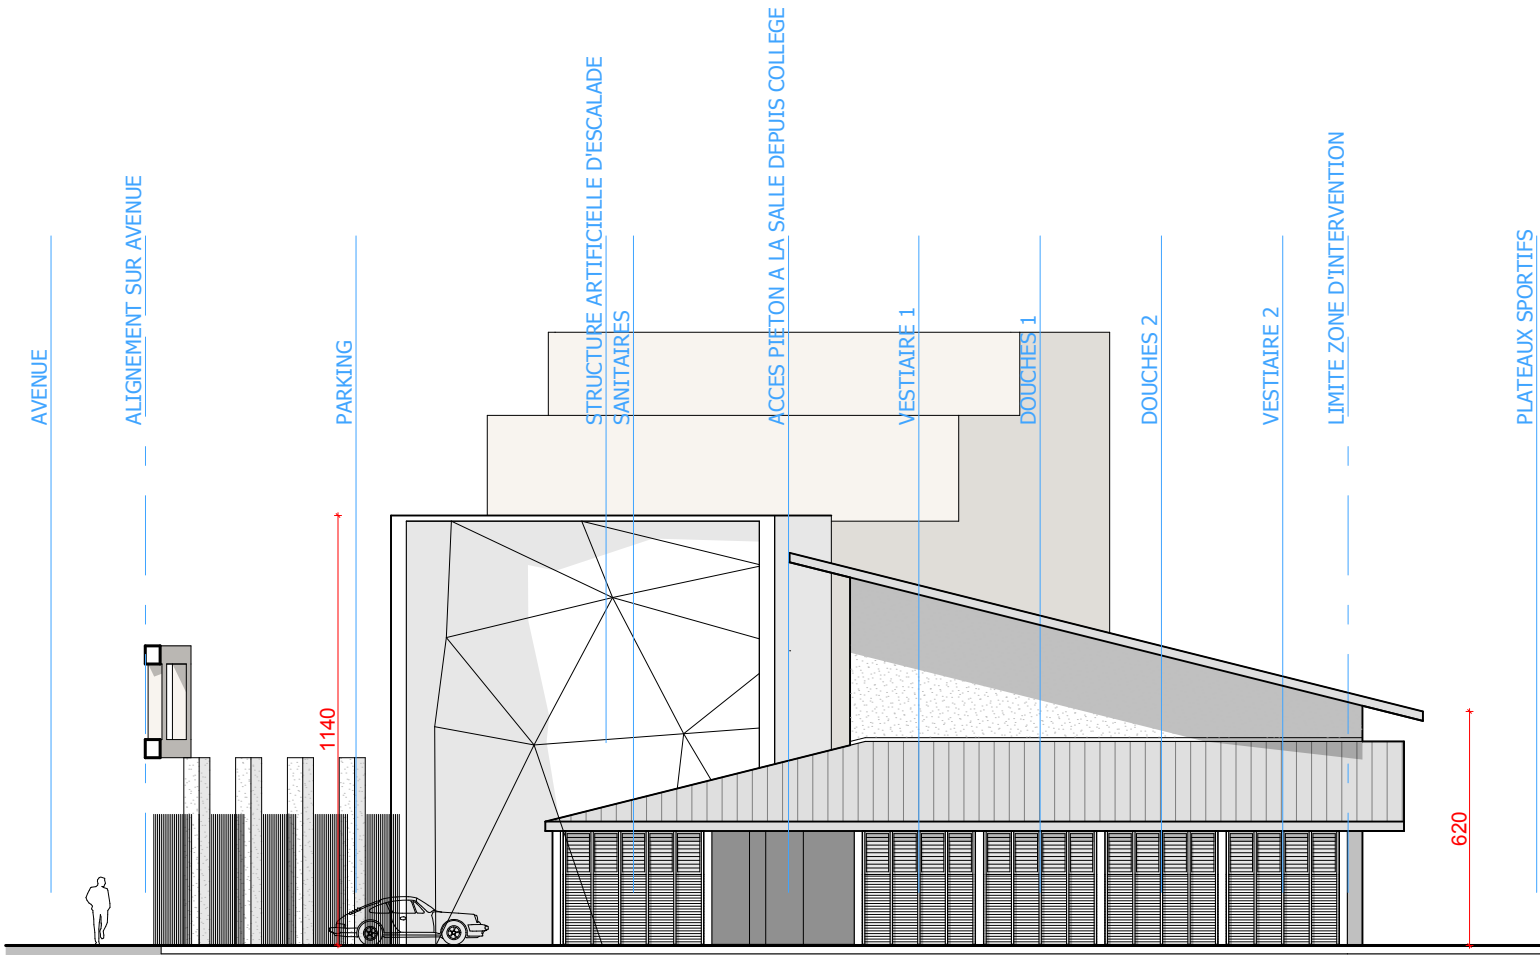 AVENUE
ALIGNEMENT SUR AVENUE
PARKING
STRUCTURE ARTIFICIELLE D'ESCALADE
SANITAIRES
ACCES PIETON A LA SALLE DEPUIS COLLEGE
VESTIAIRE 1
DOUCHES 1
DOUCHES 2
VESTIAIRE 2
LIMITE ZONE D'INTERVENTION
PLATEAUX SPORTIFS
1140
620